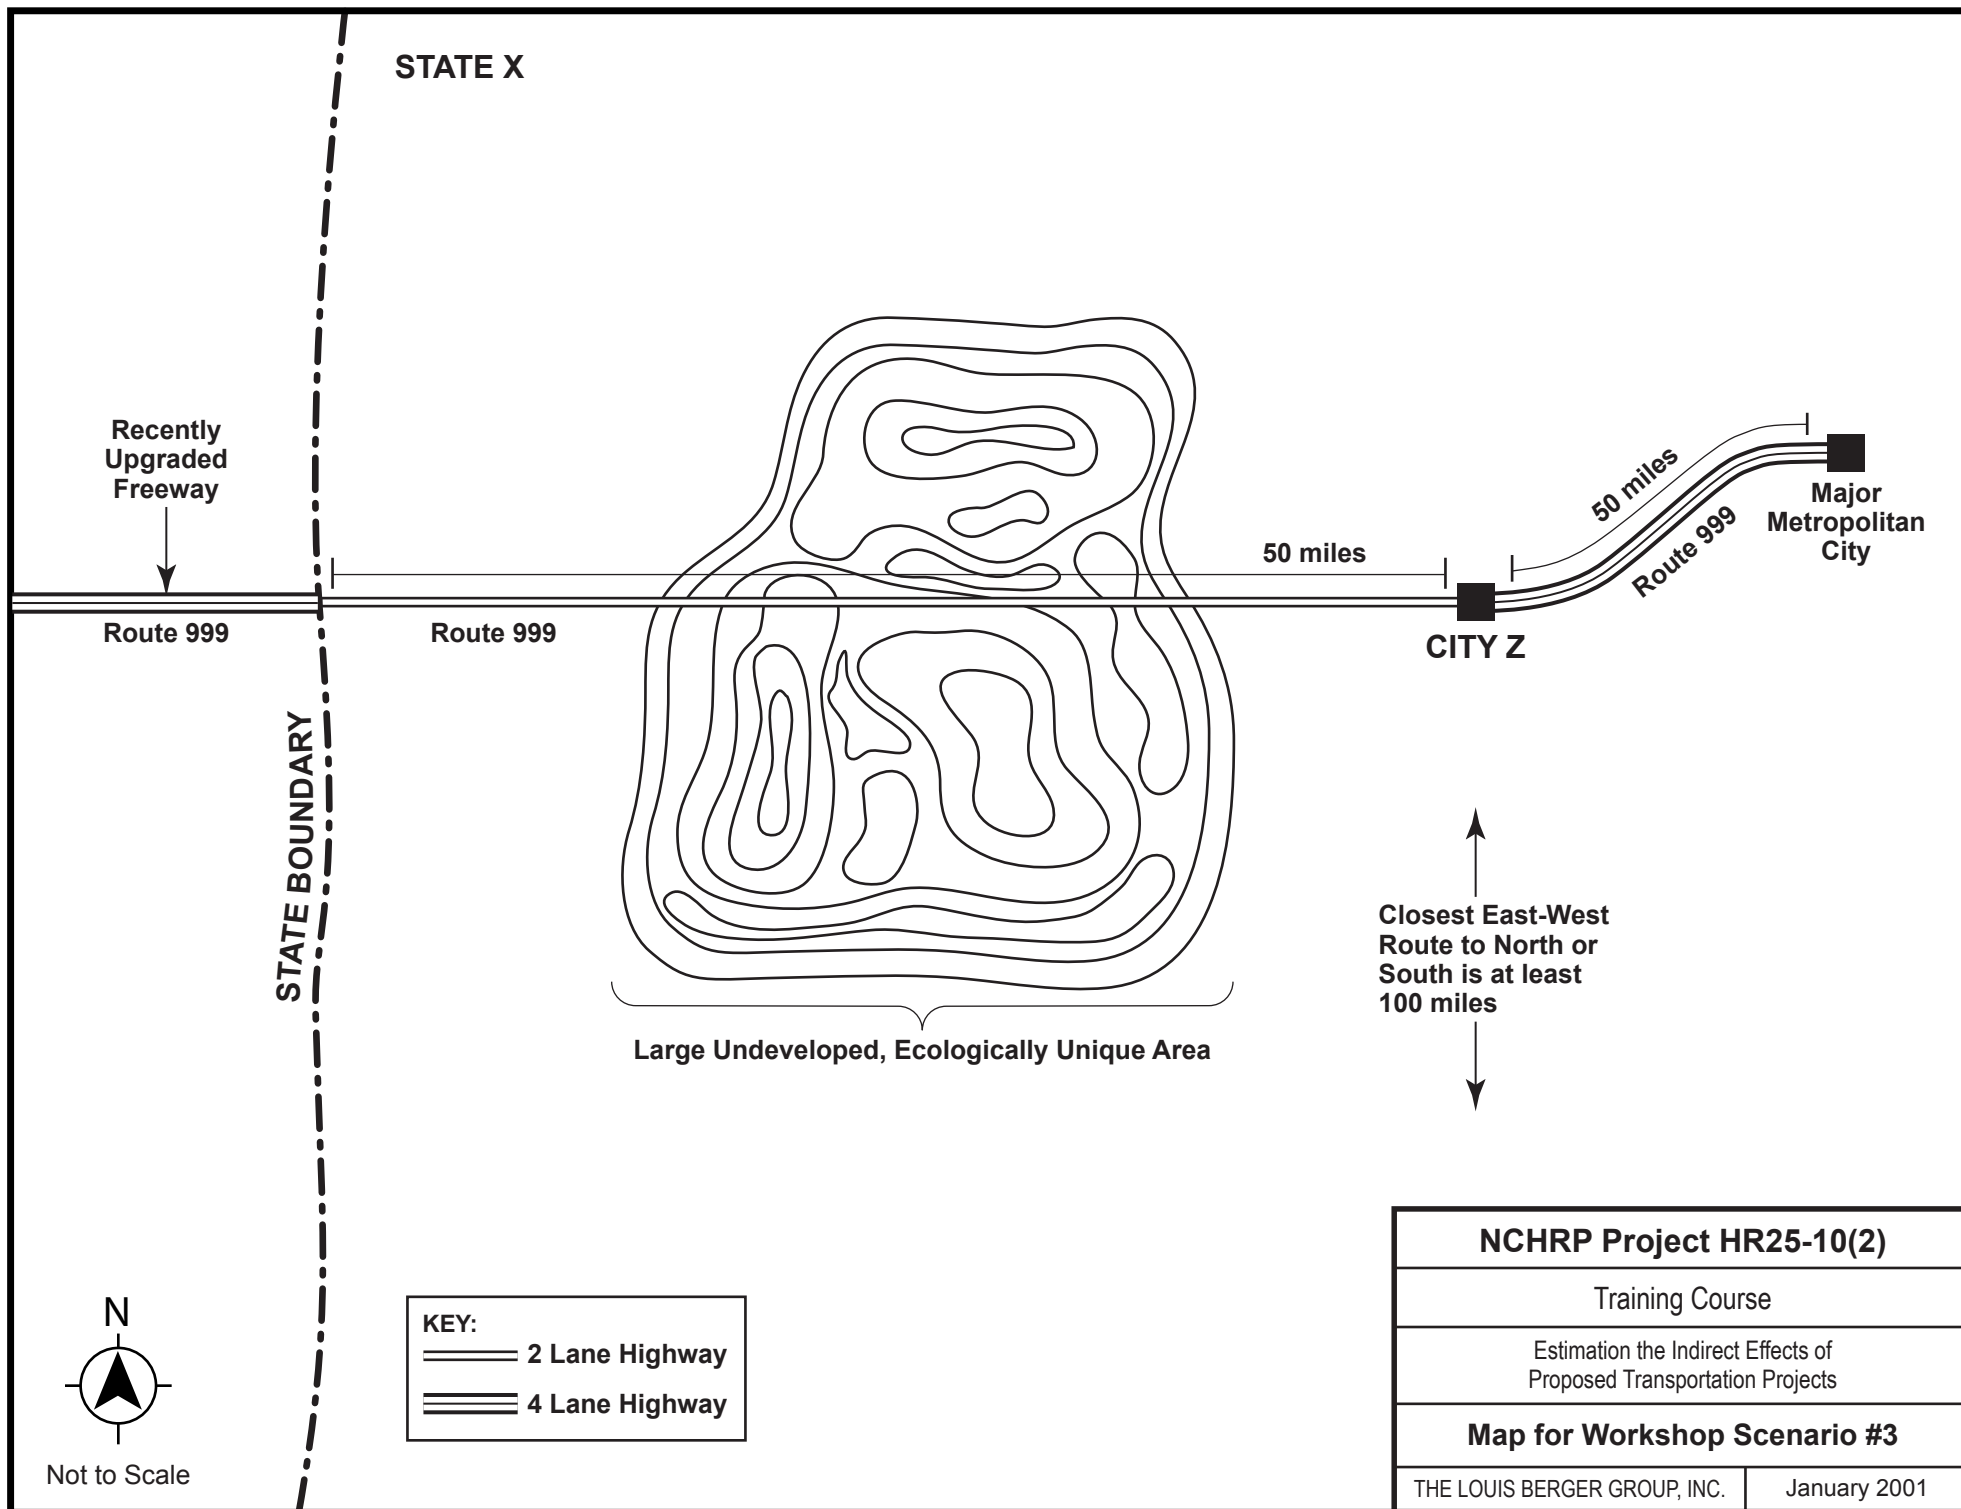 STATE X
Recently
Upgraded
Freeway
50 miles
50 miles
Route 999
Major
Metropolitan
City
Route 999
Route 999
CITY Z
STATE BOUNDARY
Closest East-West
Route to North or
South is at least
100 miles
Large Undeveloped, Ecologically Unique Area
N
Not to Scale
KEY:
2 Lane Highway
4 Lane Highway
NCHRP Project HR25-10(2)
Training Course
Estimation the Indirect Effects of
Proposed Transportation Projects
Map for Workshop Scenario #3
THE LOUIS BERGER GROUP, INC.
January 2001